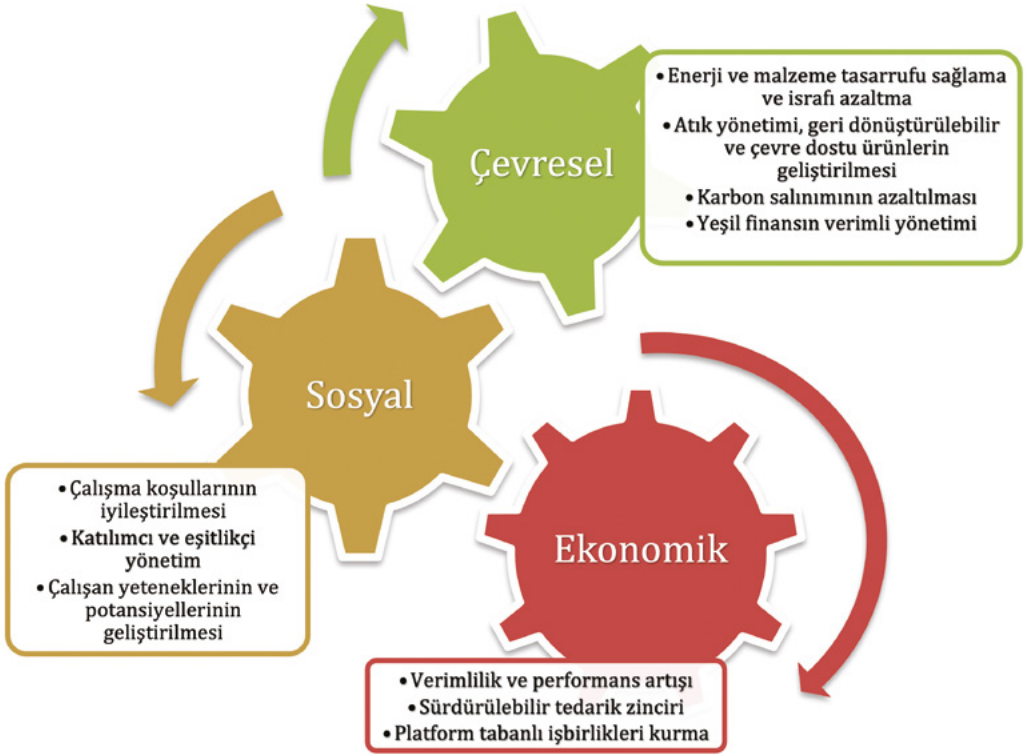 Çevresel
• Enerji ve malzeme tasarrufu sağlama
ve israfı azaltma
• Atık yönetimi, geri dönüştürülebilir
ve çevre dostu ürünlerin
geliştirilmesi
• Karbon salınımının azaltılması
• Yeşil finansın verimli yönetimi
Sosyal
• Çalışma koşullarının
iyileştirilmesi
• Katılımcı ve eşitlikçi
yönetim
• Çalışan yeteneklerinin ve
potansiyellerinin
geliştirilmesi
Ekonomik
• Verimlilik ve performans artışı
• Sürdürülebilir tedarik zinciri
• Platform tabanlı işbirlikleri kurma